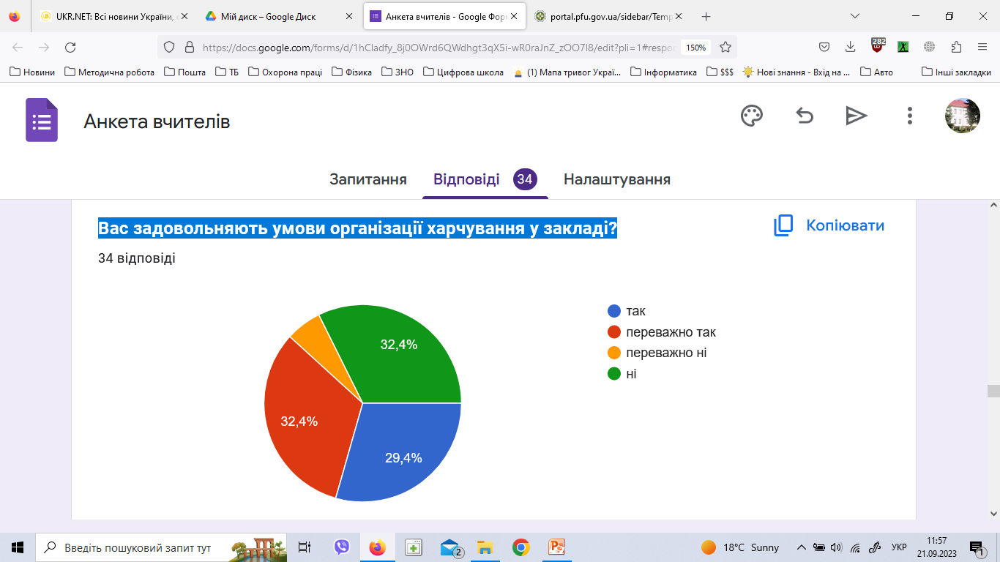 UKR.NET: Всі новини України, 
Мій диск – Google Диск
Анкета вчителів - Google Фор
portal.pfu.gov.ua/sidebar/Temp
https://docs.google.com/forms/d/1hCladfy_8j0OWrd6QWdhgt3qX5i-wR0raJnZ_zOO7l8/edit?pli=1#respor
150%
282
Новини
Методична робота
Пошта
ТБ
Охорона праці
Фізика
ЗНО
Цифрова школа
(1) Мапа тривог Украї...
Інформатика
$$$
Нові знання - Вхід на ...
Авто
Інші закладки
Анкета вчителів
Запитання
Відповіді 34
Налаштування
Вас задовольняють умови організації харчування у закладі?
Копіювати
34 відповіді
так
переважно так
переважно ні
ні
32,4%
32,4%
29,4%
Введіть пошуковий запит тут
2
18°C Sunny
УКР
11:57
21.09.2023
1